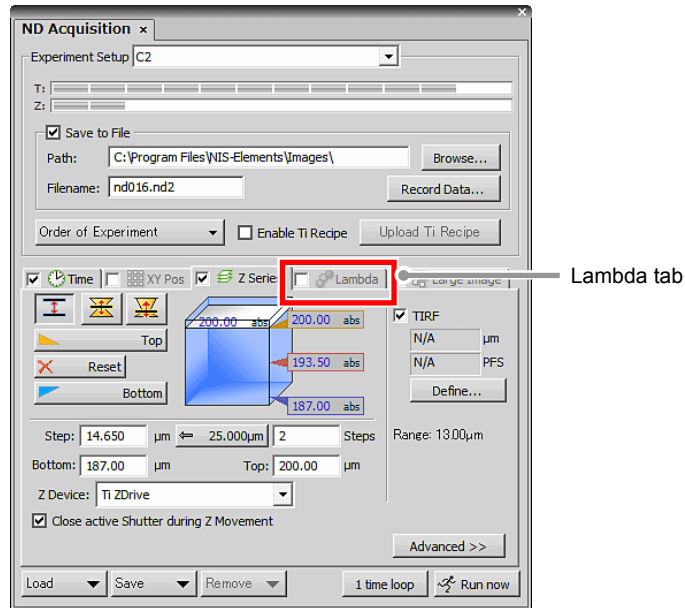 ND Acquisition ×
×
Experiment Setup C2
T:
Z:
Save to File
Path: C:\Program Files\NIS-Elements\Images\ Browse...
Filename: nd016.nd2 Record Data...
Order of Experiment Enable Ti Recipe Upload Ti Recipe
Time XY Pos Z Serie Lambda Large Image
Lambda tab
200.00 abs 200.00 abs TIRF
Top N/A µm
Reset 193.50 abs N/A PFS
Bottom 187.00 abs Define...
Step: 14.650 µm 25.000µm 2 Steps Range: 13.00µm
Bottom: 187.00 µm Top: 200.00 µm
Z Device: Ti ZDrive
Close active Shutter during Z Movement
Advanced >>
Load Save Remove 1 time loop Run now